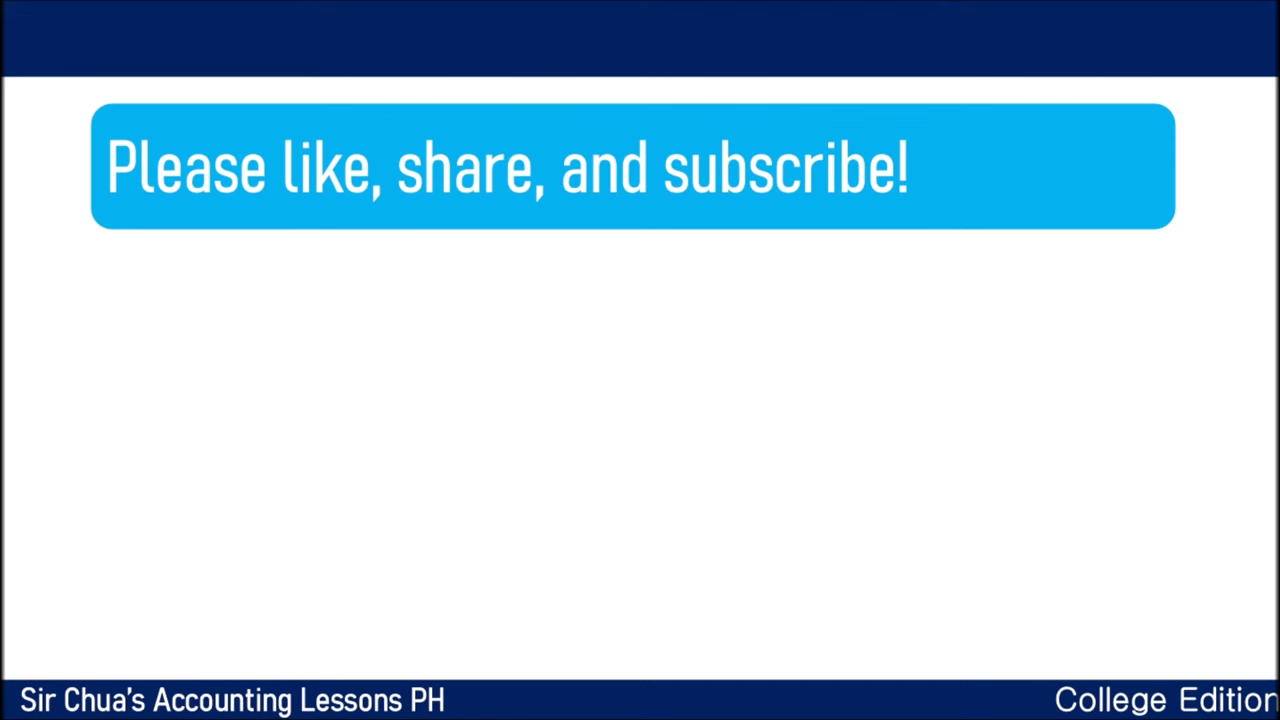 Please like, share, and subscribe!
Sir Chua's Accounting Lessons PH
College Edition